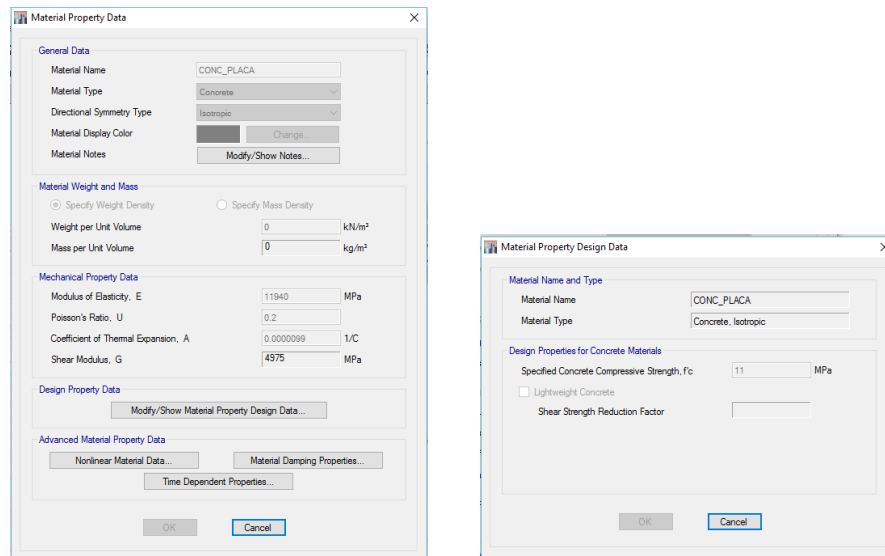 Material Property Data
General Data
Material Name CONC_PLACA
Material Type Concrete
Directional Symmetry Type Isotropic
Material Display Color Change...
Material Notes Modify/Show Notes...
Material Weight and Mass
Specify Weight Density Specify Mass Density
Weight per Unit Volume 0 kN/m³
Mass per Unit Volume 0 kg/m³
Mechanical Property Data
Modulus of Elasticity, E 11940 MPa
Poisson's Ratio, U 0.2
Coefficient of Thermal Expansion, A 0.0000099 1/C
Shear Modulus, G 4975 MPa
Design Property Data
Modify/Show Material Property Design Data...
Advanced Material Property Data
Nonlinear Material Data... Material Damping Properties...
Time Dependent Properties...
OK Cancel
Material Property Design Data
Material Name and Type
Material Name CONC_PLACA
Material Type Concrete, Isotropic
Design Properties for Concrete Materials
Specified Concrete Compressive Strength, f'c 11 MPa
Lightweight Concrete
Shear Strength Reduction Factor
OK Cancel